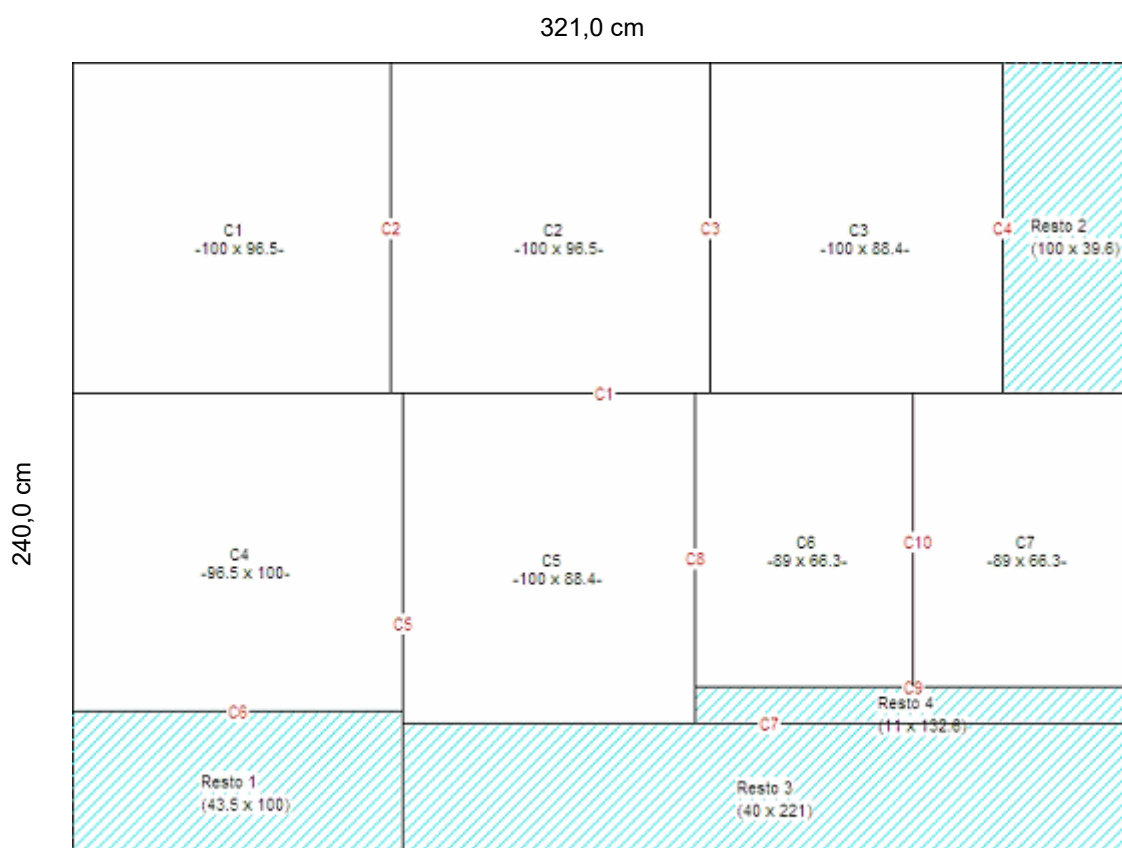 321,0 cm
C1
-100 x 96.5-
C2
C2
-100 x 96.5-
C3
C3
-100 x 88.4-
C4
Resto 2
(100 x 39.6)
C1
240,0 cm
C4
-96.5 x 100-
C5
C5
-100 x 88.4-
C8
C6
-89 x 66.3-
C10
C7
-89 x 66.3-
C6
C9
Resto 4
(11 x 132.6)
C7
Resto 1
(43.5 x 100)
Resto 3
(40 x 221)